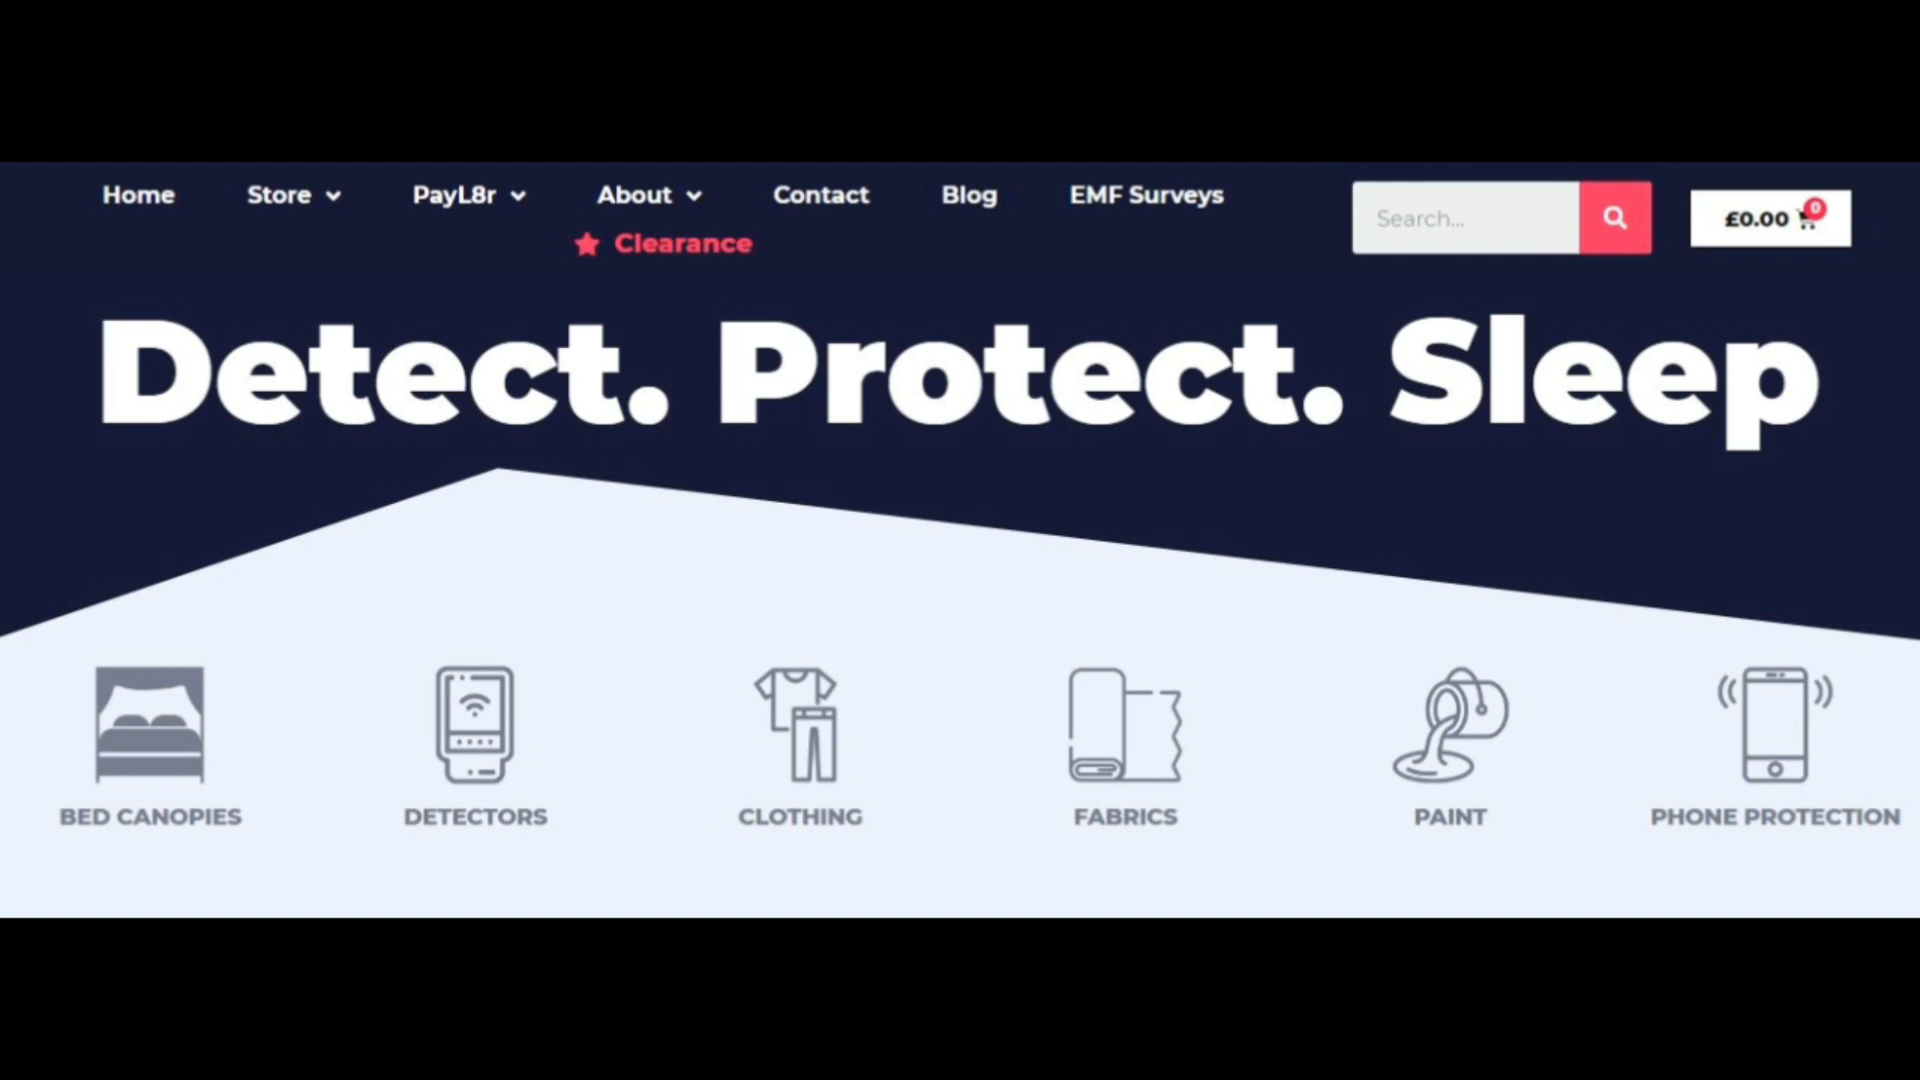 Home Store PayL8r About Contact Blog EMF Surveys
Clearance
Search...
£0.00 0
Detect. Protect. Sleep
BED CANOPIES DETECTORS CLOTHING FABRICS PAINT PHONE PROTECTION